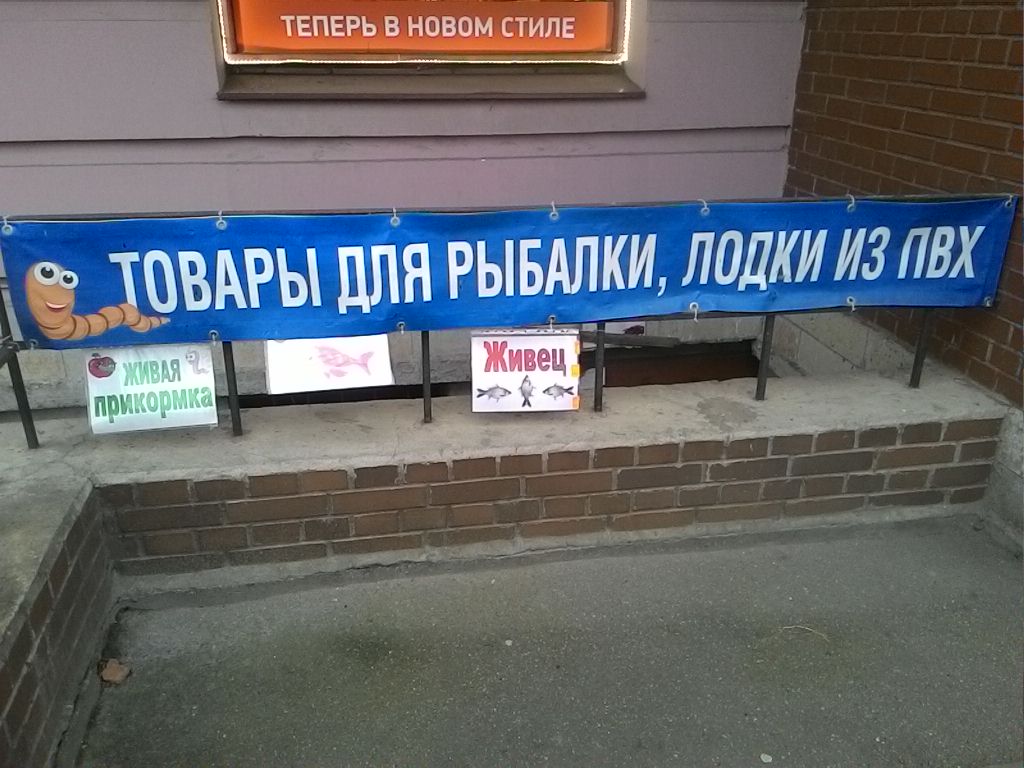 ТЕПЕРЬ В НОВОМ СТИЛЕ
ТОВАРЫ ДЛЯ РЫБАЛКИ, ЛОДКИ ИЗ ПВХ
ЖИВАЯ
прикормка
Живец